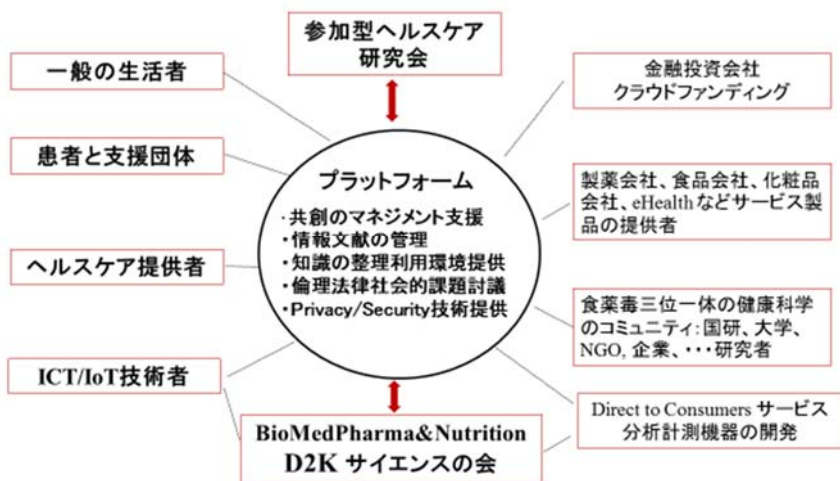 参加型ヘルスケア
研究会
一般の生活者
患者と支援団体
ヘルスケア提供者
ICT/IoT技術者
プラットフォーム
・共創のマネジメント支援
・情報文献の管理
・知識の整理利用環境提供
・倫理法律社会的課題討議
・Privacy/Security技術提供
金融投資会社
クラウドファンディング
製薬会社、食品会社、化粧品
会社、eHealthなどサービス製
品の提供者
食薬毒三位一体の健康科学
のコミュニティ:国研、大学、
NGO, 企業、・・・研究者
Direct to Consumers サービス
分析計測機器の開発
BioMedPharma&Nutrition
D2K サイエンスの会